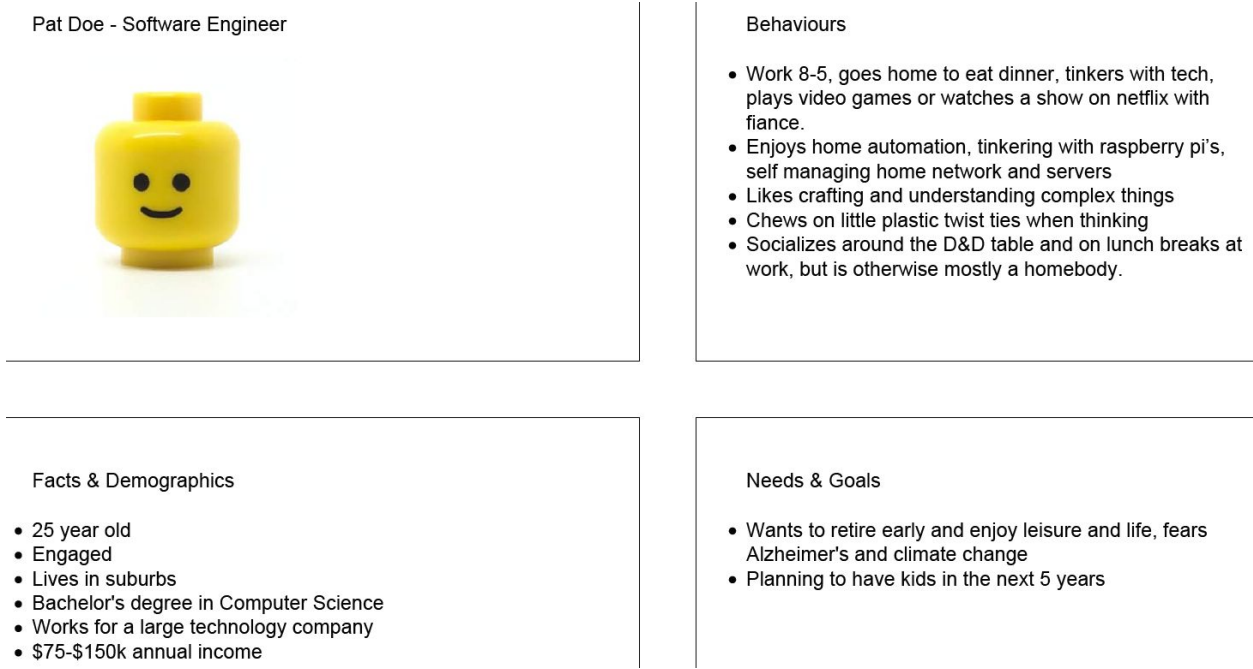 Pat Doe - Software Engineer
Behaviours
• Work 8-5, goes home to eat dinner, tinkers with tech,
plays video games or watches a show on netflix with
fiance.
• Enjoys home automation, tinkering with raspberry pi's,
self managing home network and servers
• Likes crafting and understanding complex things
• Chews on little plastic twist ties when thinking
• Socializes around the D&D table and on lunch breaks at
work, but is otherwise mostly a homebody.
Facts & Demographics
• 25 year old
• Engaged
• Lives in suburbs
• Bachelor's degree in Computer Science
• Works for a large technology company
• $75-$150k annual income
Needs & Goals
• Wants to retire early and enjoy leisure and life, fears
Alzheimer's and climate change
• Planning to have kids in the next 5 years